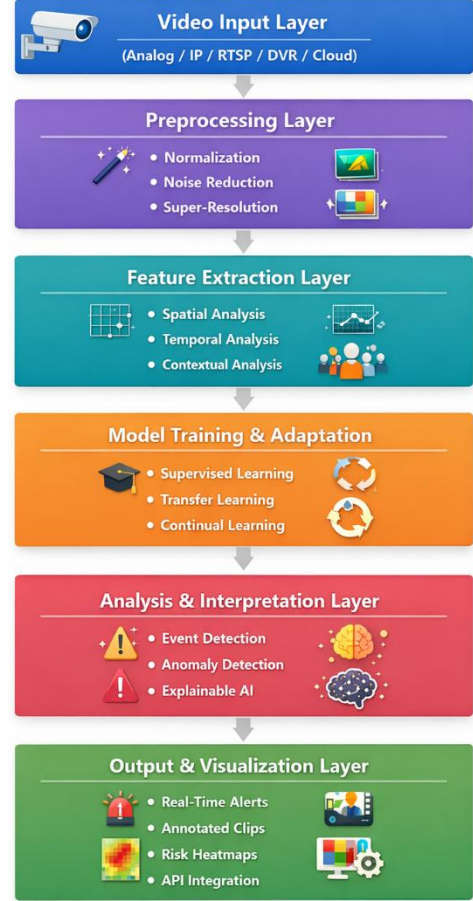 Video Input Layer
(Analog / IP / RTSP / DVR / Cloud)
Preprocessing Layer
• Normalization
• Noise Reduction
• Super-Resolution
Feature Extraction Layer
• Spatial Analysis
• Temporal Analysis
• Contextual Analysis
Model Training & Adaptation
• Supervised Learning
• Transfer Learning
• Continual Learning
Analysis & Interpretation Layer
• Event Detection
• Anomaly Detection
• Explainable AI
Output & Visualization Layer
• Real-Time Alerts
• Annotated Clips
• Risk Heatmaps
• API Integration